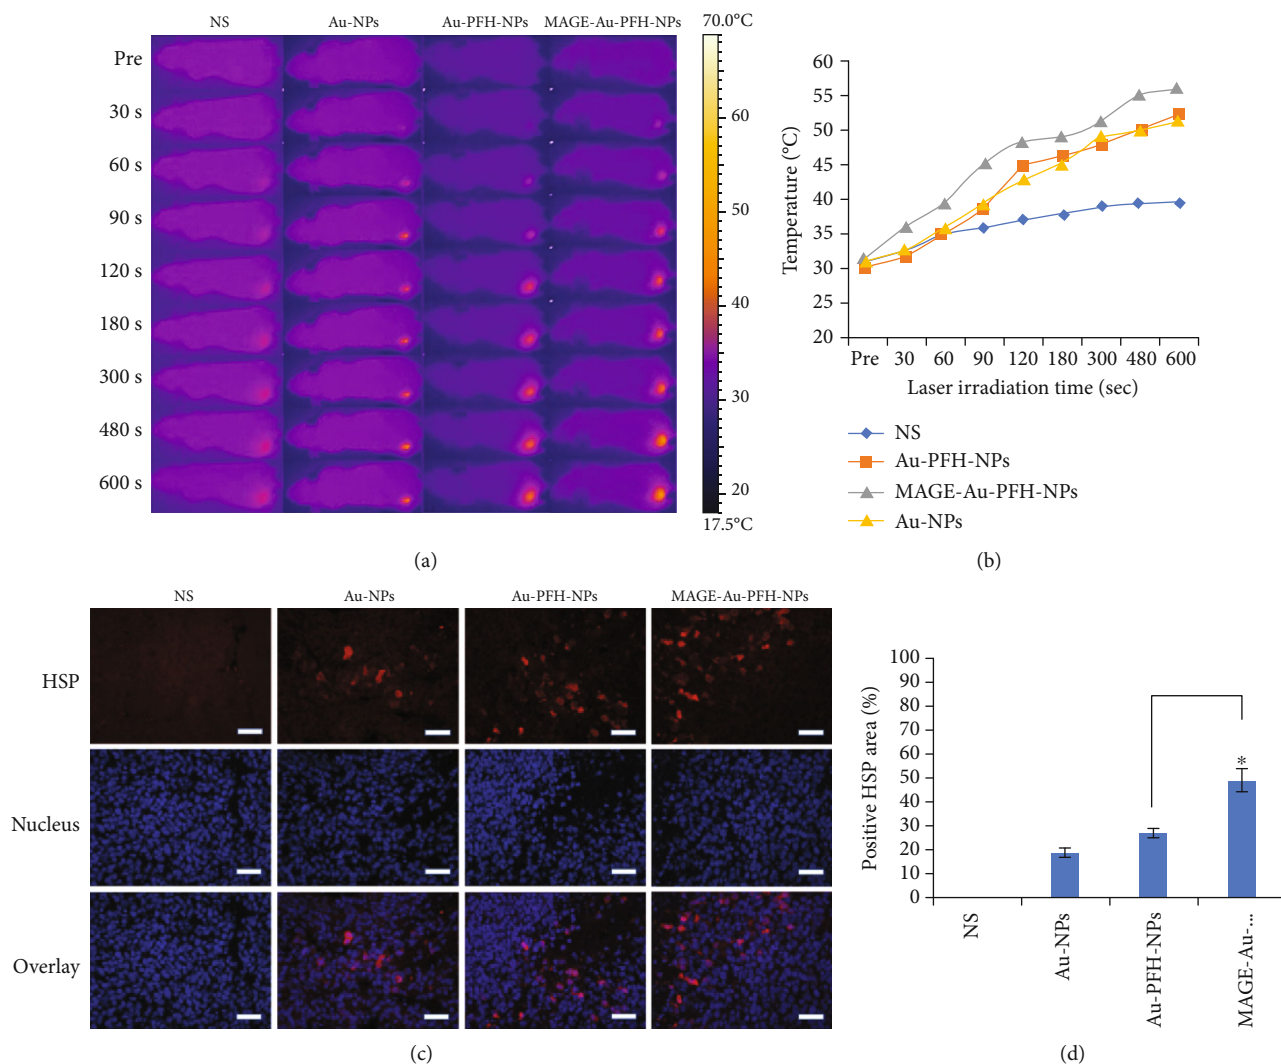 NS Au-NPs Au-PFH-NPs MAGE-Au-PFH-NPs
Pre
30 s
60 s
90 s
120 s
180 s
300 s
480 s
600 s
70.0°C
60
50
40
30
20
17.5°C
(a)
60
55
50
45
40
35
30
25
20
Temperature (°C)
Pre 30 60 90 120 180 300 480 600
Laser irradiation time (sec)
NS
Au-PFH-NPs
MAGE-Au-PFH-NPs
Au-NPs
(b)
NS Au-NPs Au-PFH-NPs MAGE-Au-PFH-NPs
HSP
Nucleus
Overlay
(c)
100
90
80
70
60
50
40
30
20
10
0
Positive HSP area (%)
*
NS
Au-NPs
Au-PFH-NPs
MAGE-Au-...
(d)